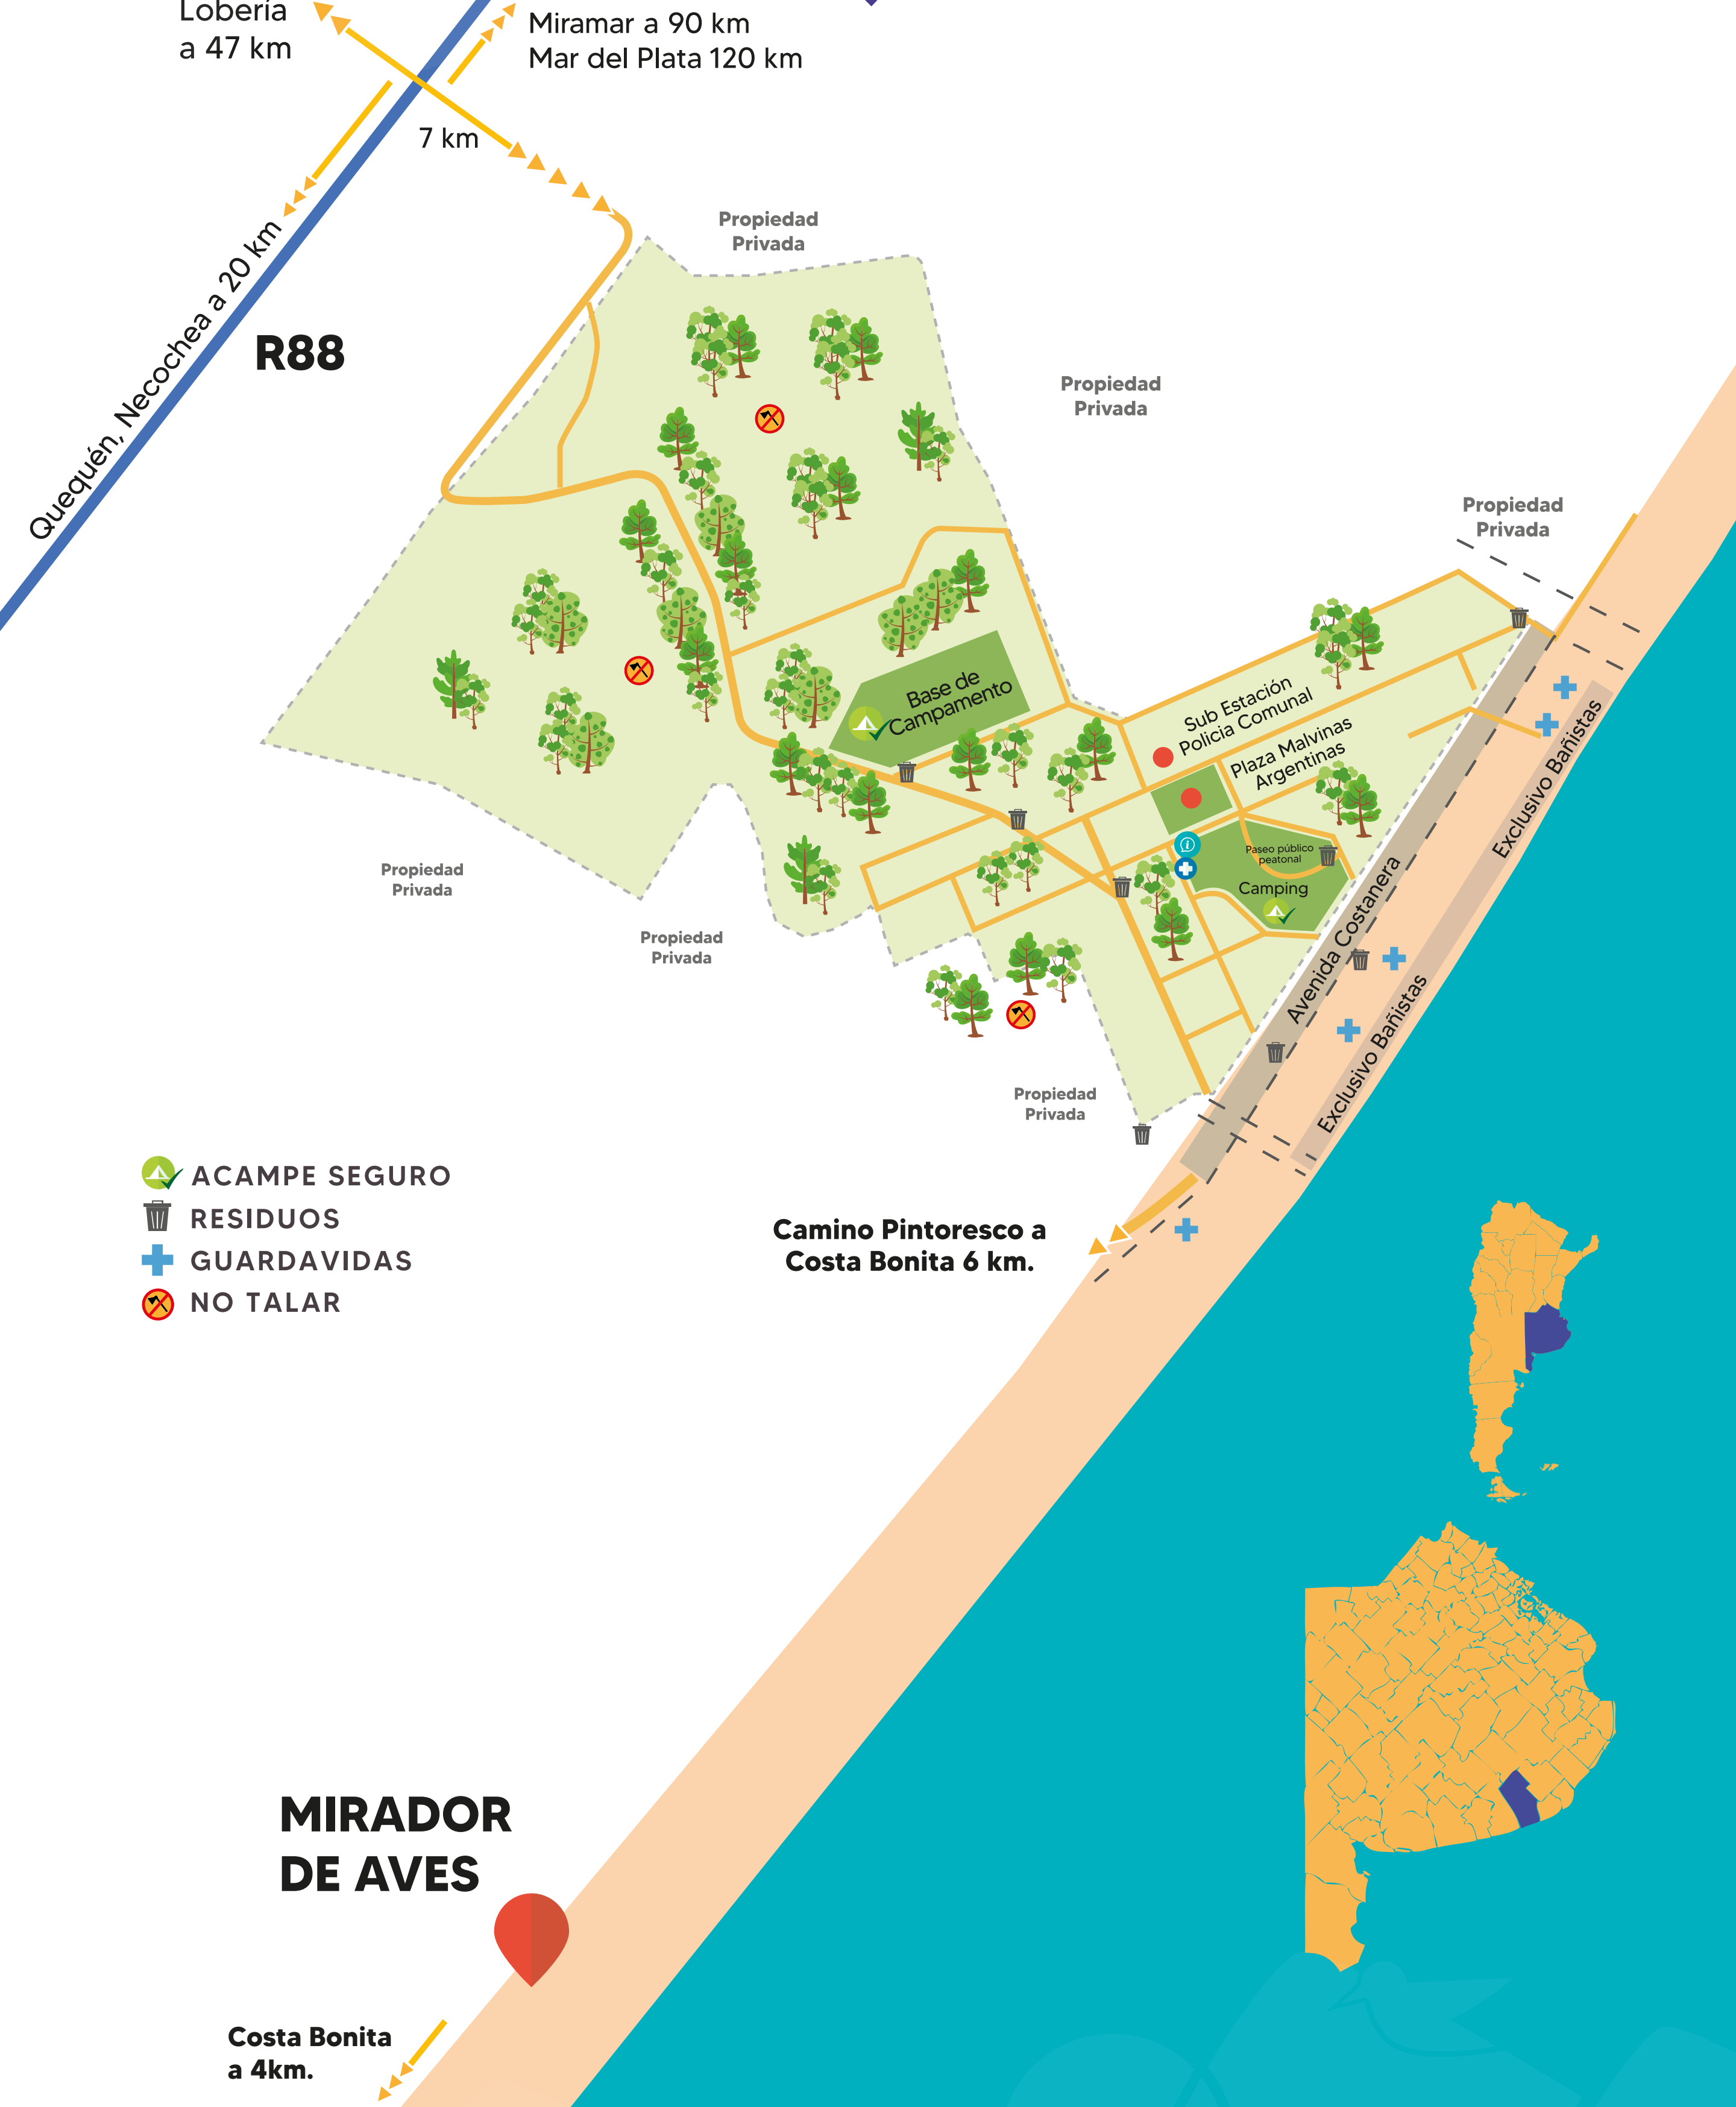 Lobería
a 47 km
Miramar a 90 km
Mar del Plata 120 km
7 km
Quequén, Necochea a 20 km
R88
Propiedad
Privada
Propiedad
Privada
Propiedad
Privada
Base de
Campamento
Sub Estación
Policia Comunal
Plaza Malvinas
Argentinas
Paseo público
peatonal
Camping
Avenida Costanera
Exclusivo Bañistas
Exclusivo Bañistas
Propiedad
Privada
Propiedad
Privada
Propiedad
Privada
ACAMPE SEGURO
RESIDUOS
GUARDAVIDAS
NO TALAR
Camino Pintoresco a
Costa Bonita 6 km.
MIRADOR
DE AVES
Costa Bonita
a 4km.